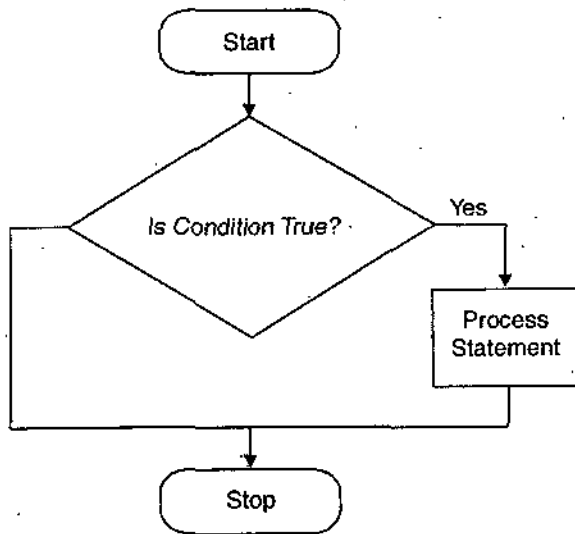 Start
Is Condition True?
Yes
Process
Statement
Stop